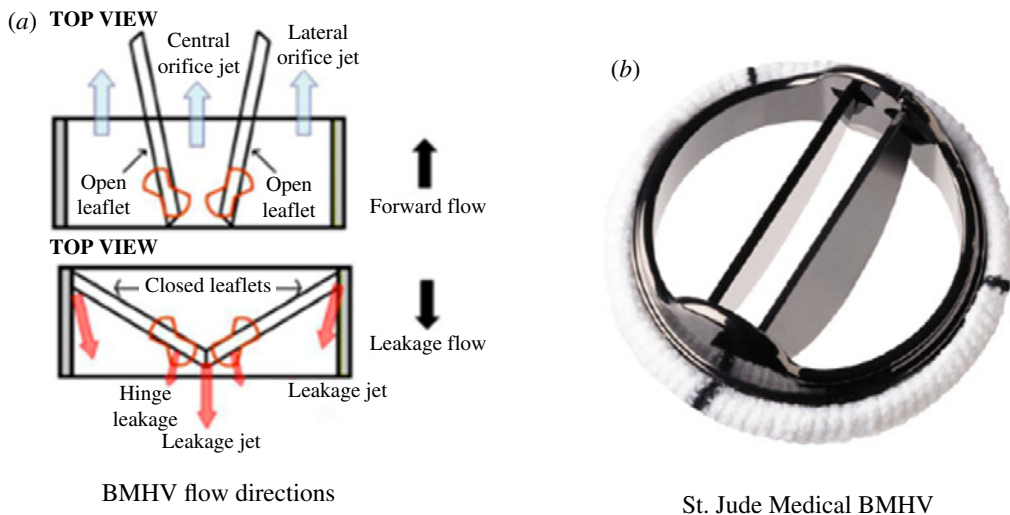 (a) TOP VIEW
Central
orifice jet
Lateral
orifice jet
Open
leaflet
Open
leaflet
Forward flow
TOP VIEW
Closed leaflets
Leakage flow
Hinge
leakage
Leakage jet
Leakage jet
BMHV flow directions
(b)
St. Jude Medical BMHV